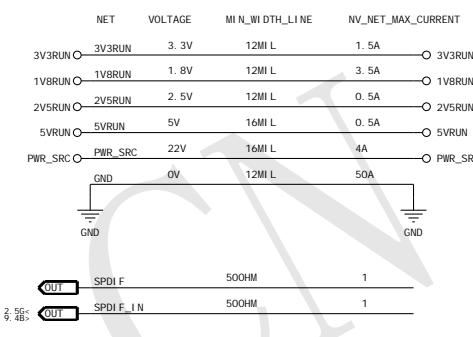 NET VOLTAGE MIN_WIDTH_LINE NV_NET_MAX_CURRENT
3V3RUN 3V3RUN 3.3V 12MIL 1.5A 3V3RUN
1V8RUN 1V8RUN 1.8V 12MIL 3.5A 1V8RUN
2V5RUN 2V5RUN 2.5V 12MIL 0.5A 2V5RUN
5VRUN 5VRUN 5V 16MIL 0.5A 5VRUN
PWR_SRC PWR_SRC 22V 16MIL 4A PWR_SR
GND 0V 12MIL 50A
GND GND
OUT SPDIF 50OHM 1
2.5G<
9.4B> OUT SPDIF_IN 50OHM 1
CN